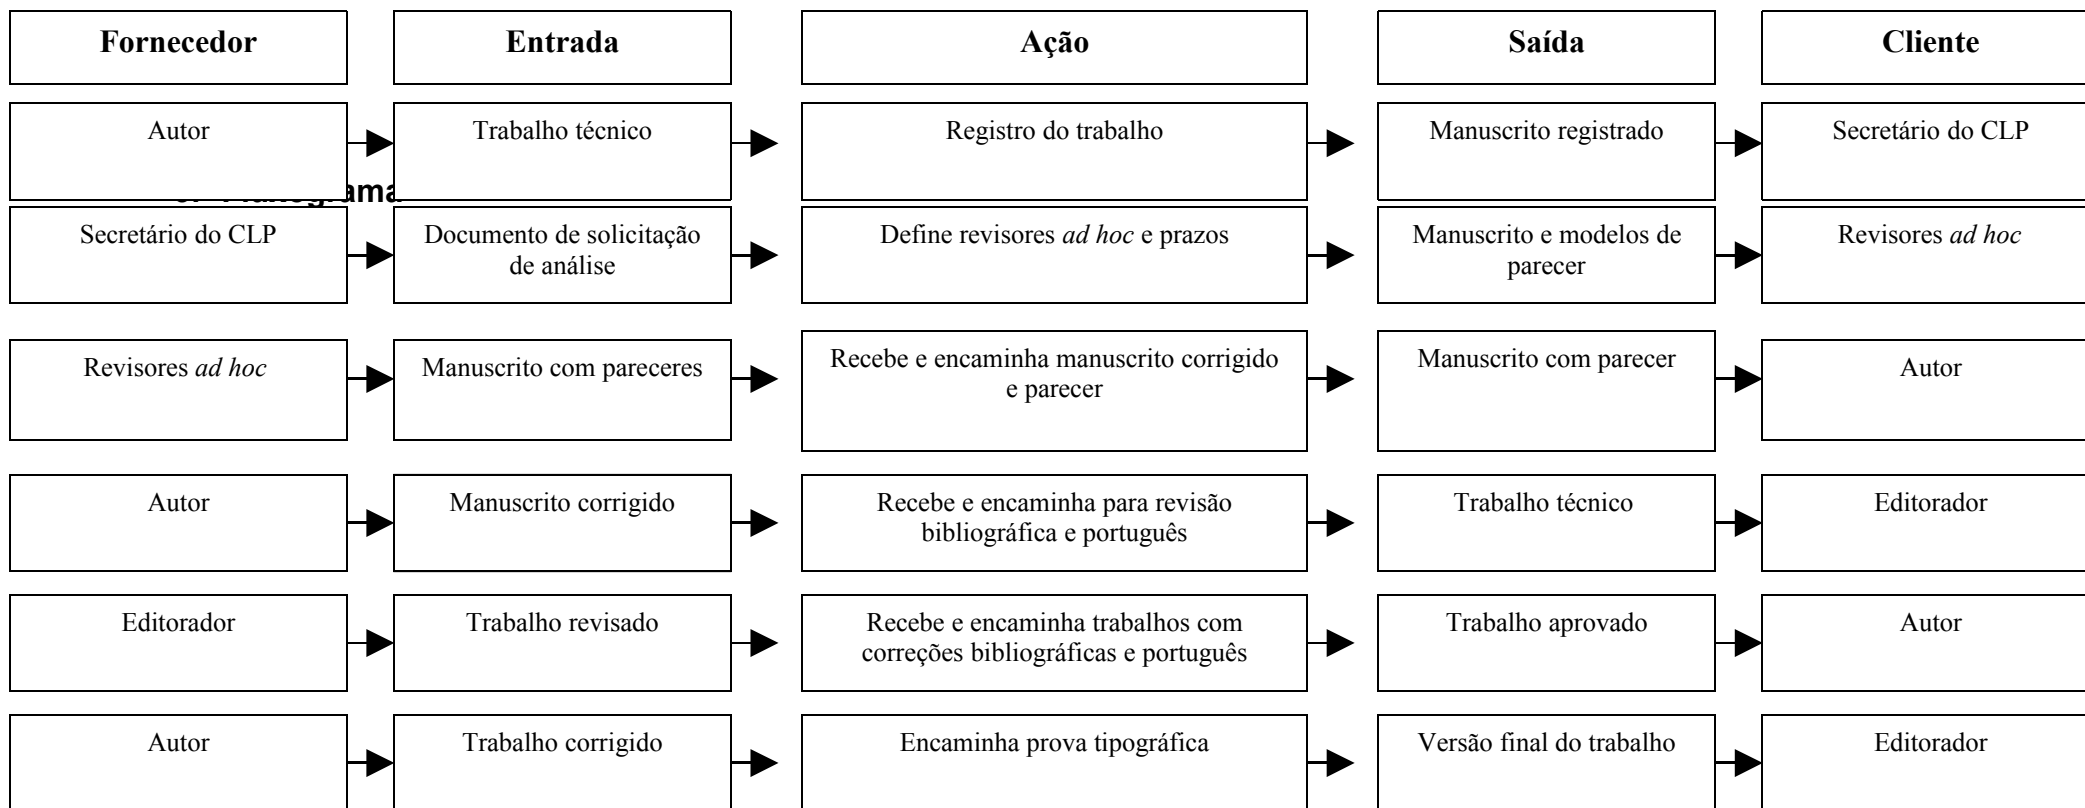 Fornecedor
Entrada
Ação
Saída
Cliente
Autor
Trabalho técnico
Registro do trabalho
Manuscrito registrado
Secretário do CLP
Secretário do CLP
Documento de solicitação
de análise
Define revisores ad hoc e prazos
Manuscrito e modelos de
parecer
Revisores ad hoc
Revisores ad hoc
Manuscrito com pareceres
Recebe e encaminha manuscrito corrigido
e parecer
Manuscrito com parecer
Autor
Autor
Manuscrito corrigido
Recebe e encaminha para revisão
bibliográfica e português
Trabalho técnico
Editorador
Editorador
Trabalho revisado
Recebe e encaminha trabalhos com
correções bibliográficas e português
Trabalho aprovado
Autor
Autor
Trabalho corrigido
Encaminha prova tipográfica
Versão final do trabalho
Editorador